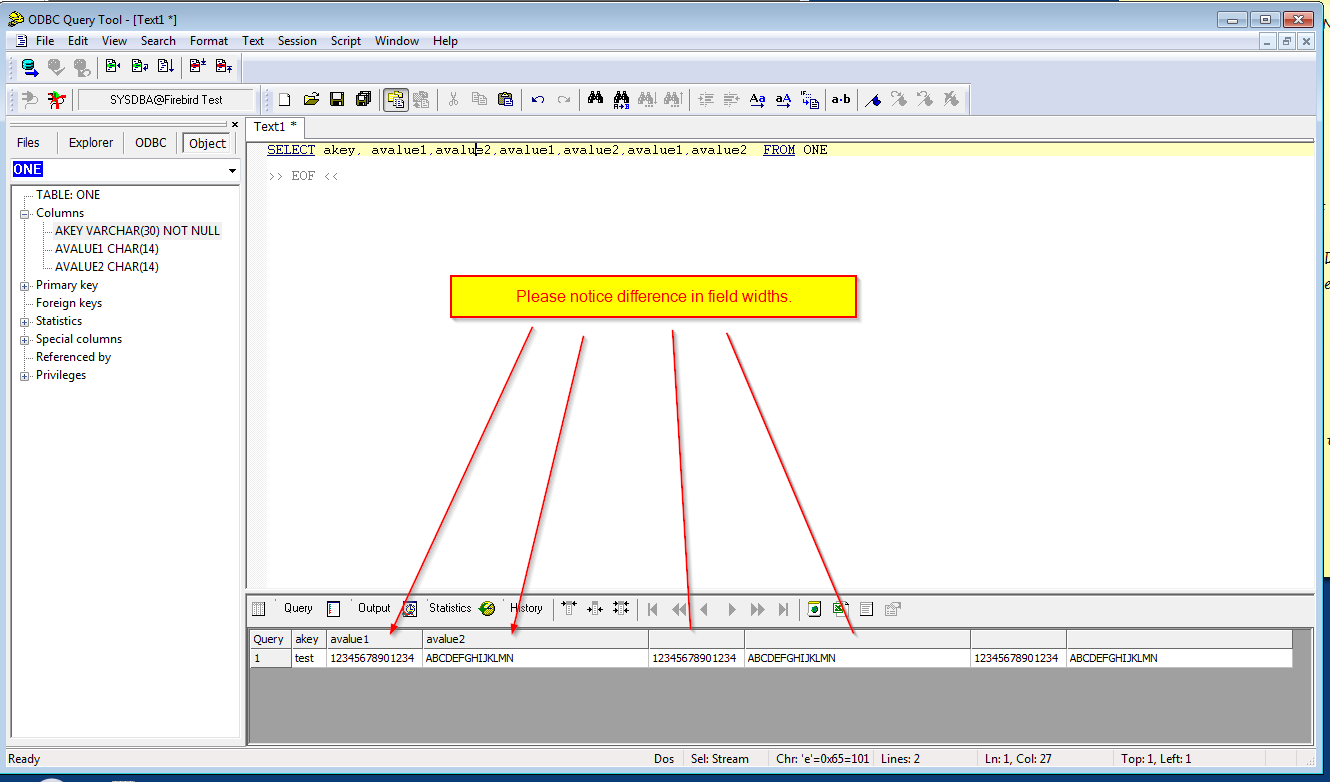 ODBC Query Tool - [Text1 *]
File Edit View Search Format Text Session Script Window Help
SYSDBA@Firebird Test
A→B Aa aA a·b
Files Explorer ODBC Object
Text1 *
ONE
SELECT akey, avalue1,avalue2,avalue1,avalue2,avalue1,avalue2 FROM ONE
>> EOF <<
TABLE: ONE
Columns
AKEY VARCHAR(30) NOT NULL
AVALUE1 CHAR(14)
AVALUE2 CHAR(14)
Primary key
Foreign keys
Statistics
Special columns
Referenced by
Privileges
Please notice difference in field widths.
Query Output Statistics History
Query akey avalue1 avalue2
1 test 12345678901234 ABCDEFGHIJKLMN 12345678901234 ABCDEFGHIJKLMN 12345678901234 ABCDEFGHIJKLMN
Ready Dos Sel: Stream Chr: 'e'=0x65=101 Lines: 2 Ln: 1, Col: 27 Top: 1, Left: 1